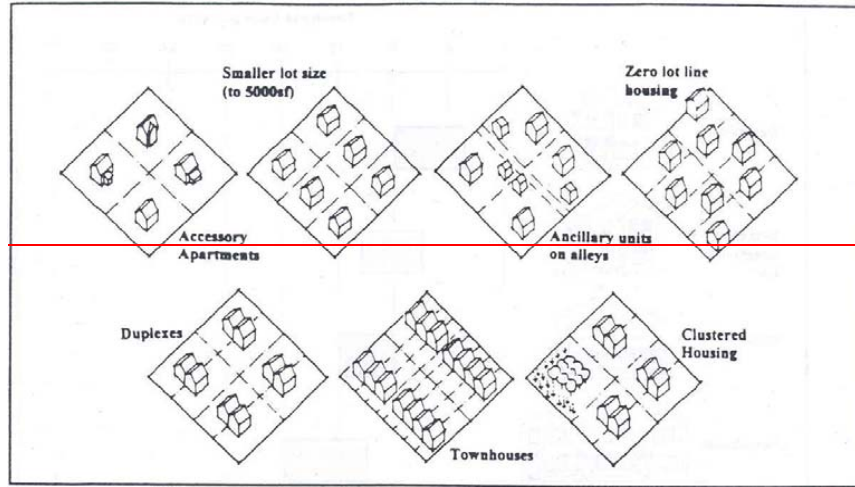 Smaller lot size
(to 5000sf)
Zero lot line
housing
Accessory
Apartments
Ancillary units
on alleys
Duplexes
Clustered
Housing
Townhouses